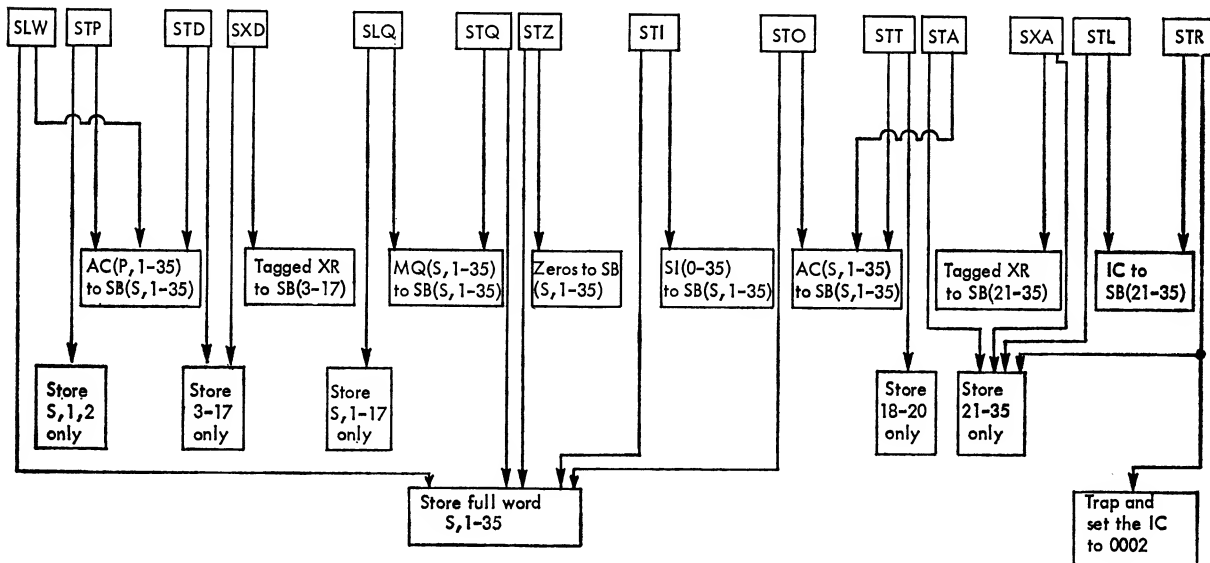 SLW STP STD SXD SLQ STQ STZ STI STO STT STA SXA STL STR
AC(P, 1-35)
to SB(S, 1-35)
Tagged XR
to SB(3-17)
MQ(S, 1-35)
to SB(S, 1-35)
Zeros to SB
(S, 1-35)
SI(0-35)
to SB(S, 1-35)
AC(S, 1-35)
to SB(S, 1-35)
Tagged XR
to SB(21-35)
IC to
SB(21-35)
Store
S, 1, 2
only
Store
3-17
only
Store
S, 1-17
only
Store
18-20
only
Store
21-35
only
Store full word
S, 1-35
Trap and
set the IC
to 0002